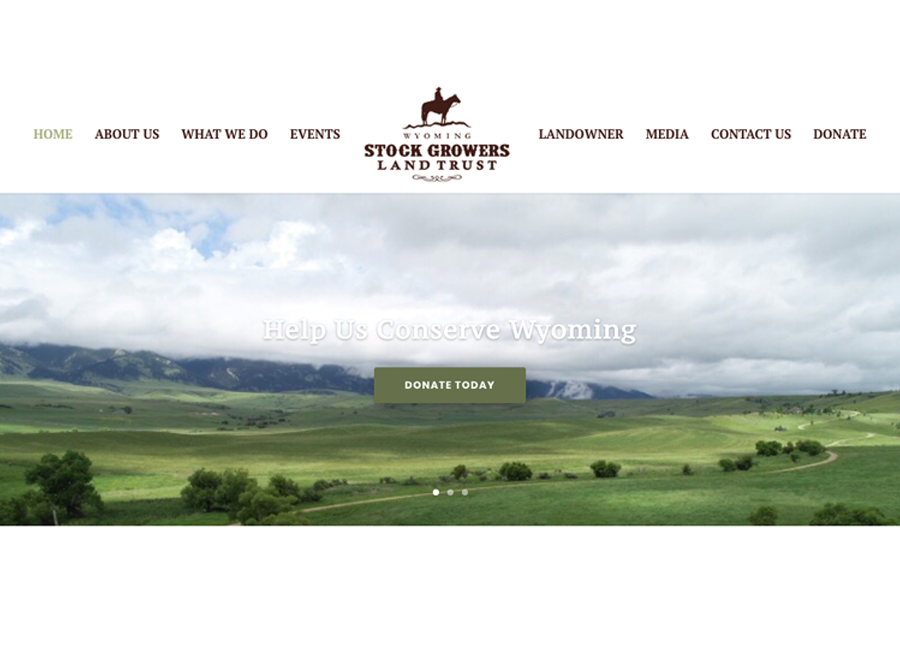 HOME
ABOUT US
WHAT WE DO
EVENTS
WYOMING
STOCK GROWERS
LAND TRUST
LANDOWNER
MEDIA
CONTACT US
DONATE
Help Us Conserve Wyoming
DONATE TODAY